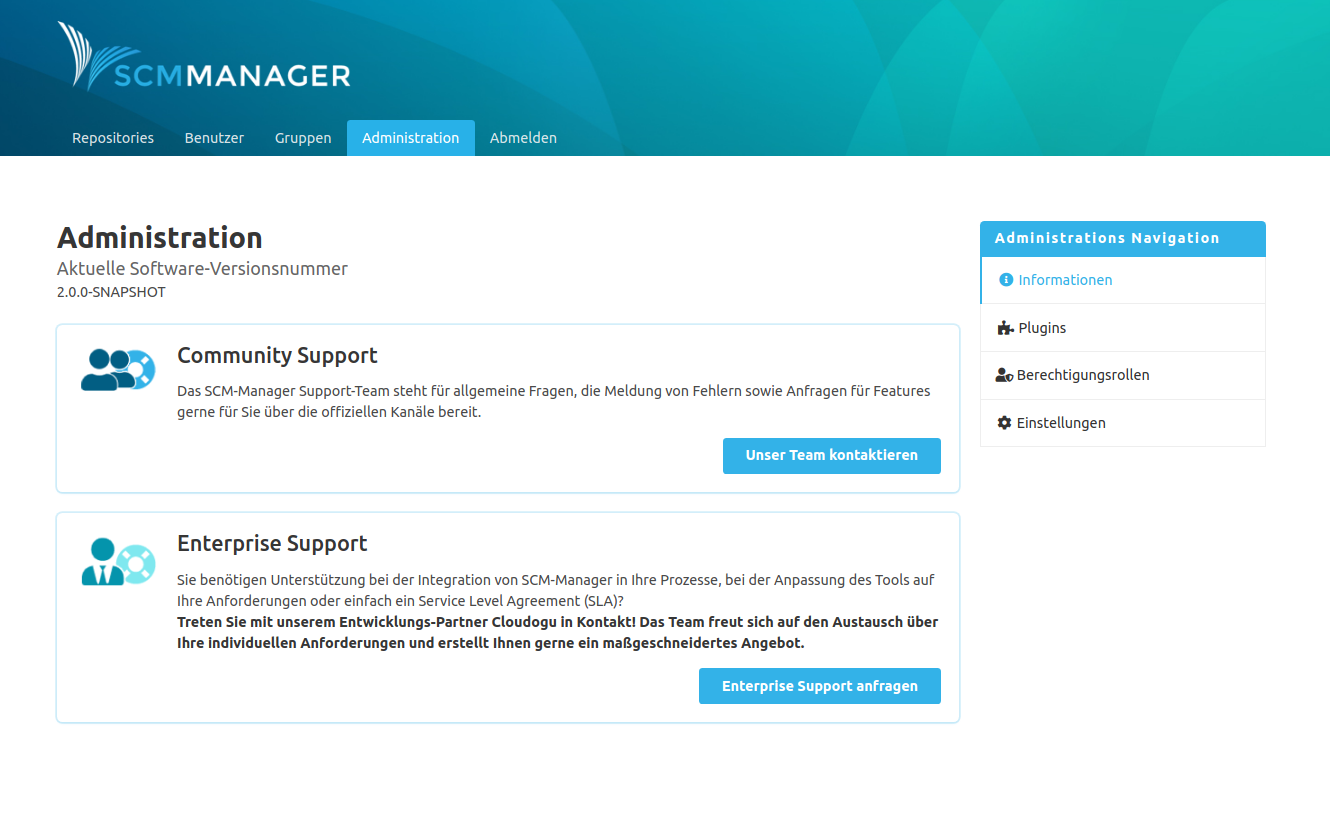 SCMMANAGER
Repositories Benutzer Gruppen Administration Abmelden
Administration
Aktuelle Software-Versionsnummer
2.0.0-SNAPSHOT
Community Support
Das SCM-Manager Support-Team steht für allgemeine Fragen, die Meldung von Fehlern sowie Anfragen für Features
gerne für Sie über die offiziellen Kanäle bereit.
Unser Team kontaktieren
Enterprise Support
Sie benötigen Unterstützung bei der Integration von SCM-Manager in Ihre Prozesse, bei der Anpassung des Tools auf
Ihre Anforderungen oder einfach ein Service Level Agreement (SLA)?
Treten Sie mit unserem Entwicklungs-Partner Cloudogu in Kontakt! Das Team freut sich auf den Austausch über
Ihre individuellen Anforderungen und erstellt Ihnen gerne ein maßgeschneidertes Angebot.
Enterprise Support anfragen
Administrations Navigation
Informationen
Plugins
Berechtigungsrollen
Einstellungen